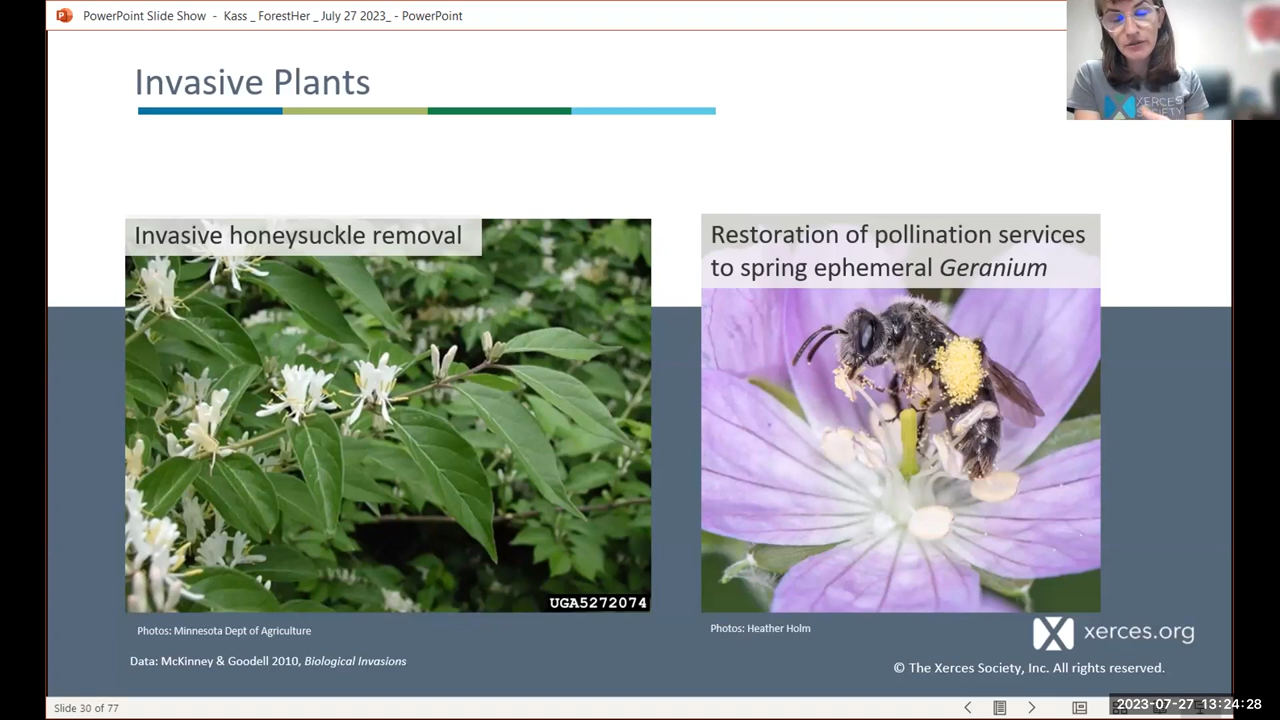 PowerPoint Slide Show - Kass _ ForestHer _ July 27 2023_ - PowerPoint
XERCES
SOCIETY
Invasive Plants
Invasive honeysuckle removal
Restoration of pollination services
to spring ephemeral Geranium
UGA5272074
Photos: Minnesota Dept of Agriculture
Photos: Heather Holm
xerces.org
Data: McKinney & Goodell 2010, Biological Invasions
© The Xerces Society, Inc. All rights reserved.
Slide 30 of 77
2023-07-27 13:24:28